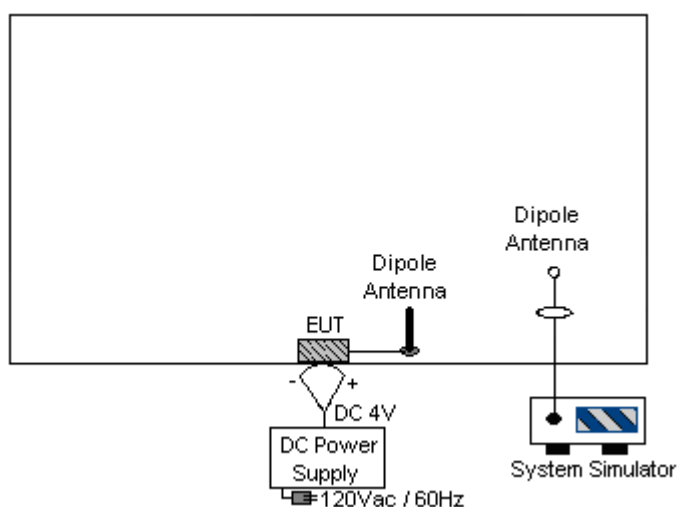 Dipole
Antenna
Dipole
Antenna
EUT
- +
DC 4V
DC Power
Supply
System Simulator
120Vac / 60Hz